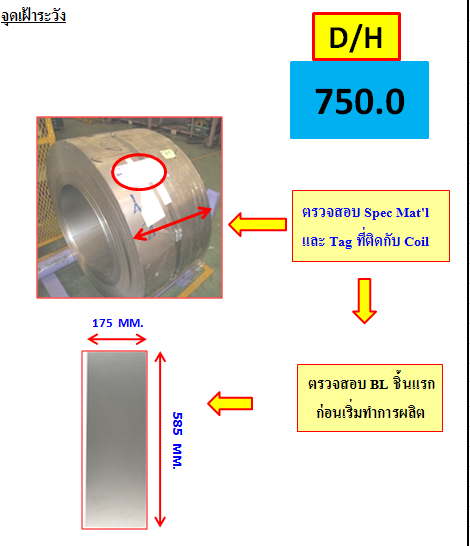 จุดเฝ้าระวัง
D/H
750.0
ตรวจสอบ Spec Mat'l
และ Tag ที่ติดกับ Coil
175 MM.
585 MM.
ตรวจสอบ BL ชิ้นแรก
ก่อนเริ่มทำการผลิต